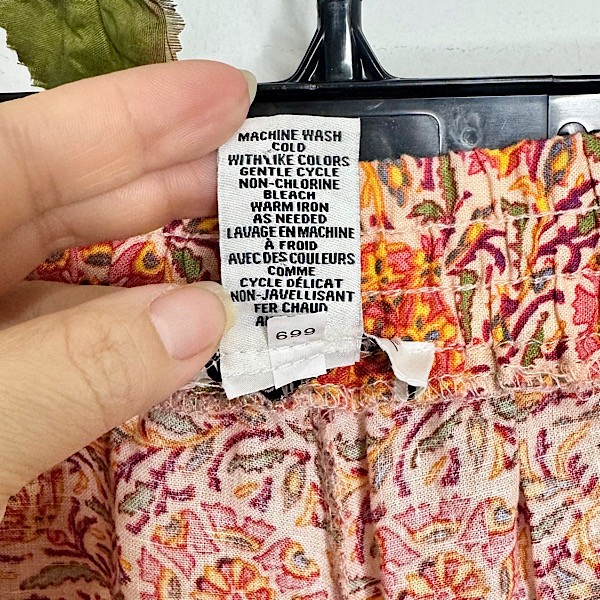 MACHINE WASH
COLD
WITH LIKE COLORS
GENTLE CYCLE
NON-CHLORINE
BLEACH
WARM IRON
AS NEEDED
LAVAGE EN MACHINE
À FROID
AVEC DES COULEURS
COMME
CYCLE DÉLICAT
NON-JAVELLISANT
FER CHAUD
699